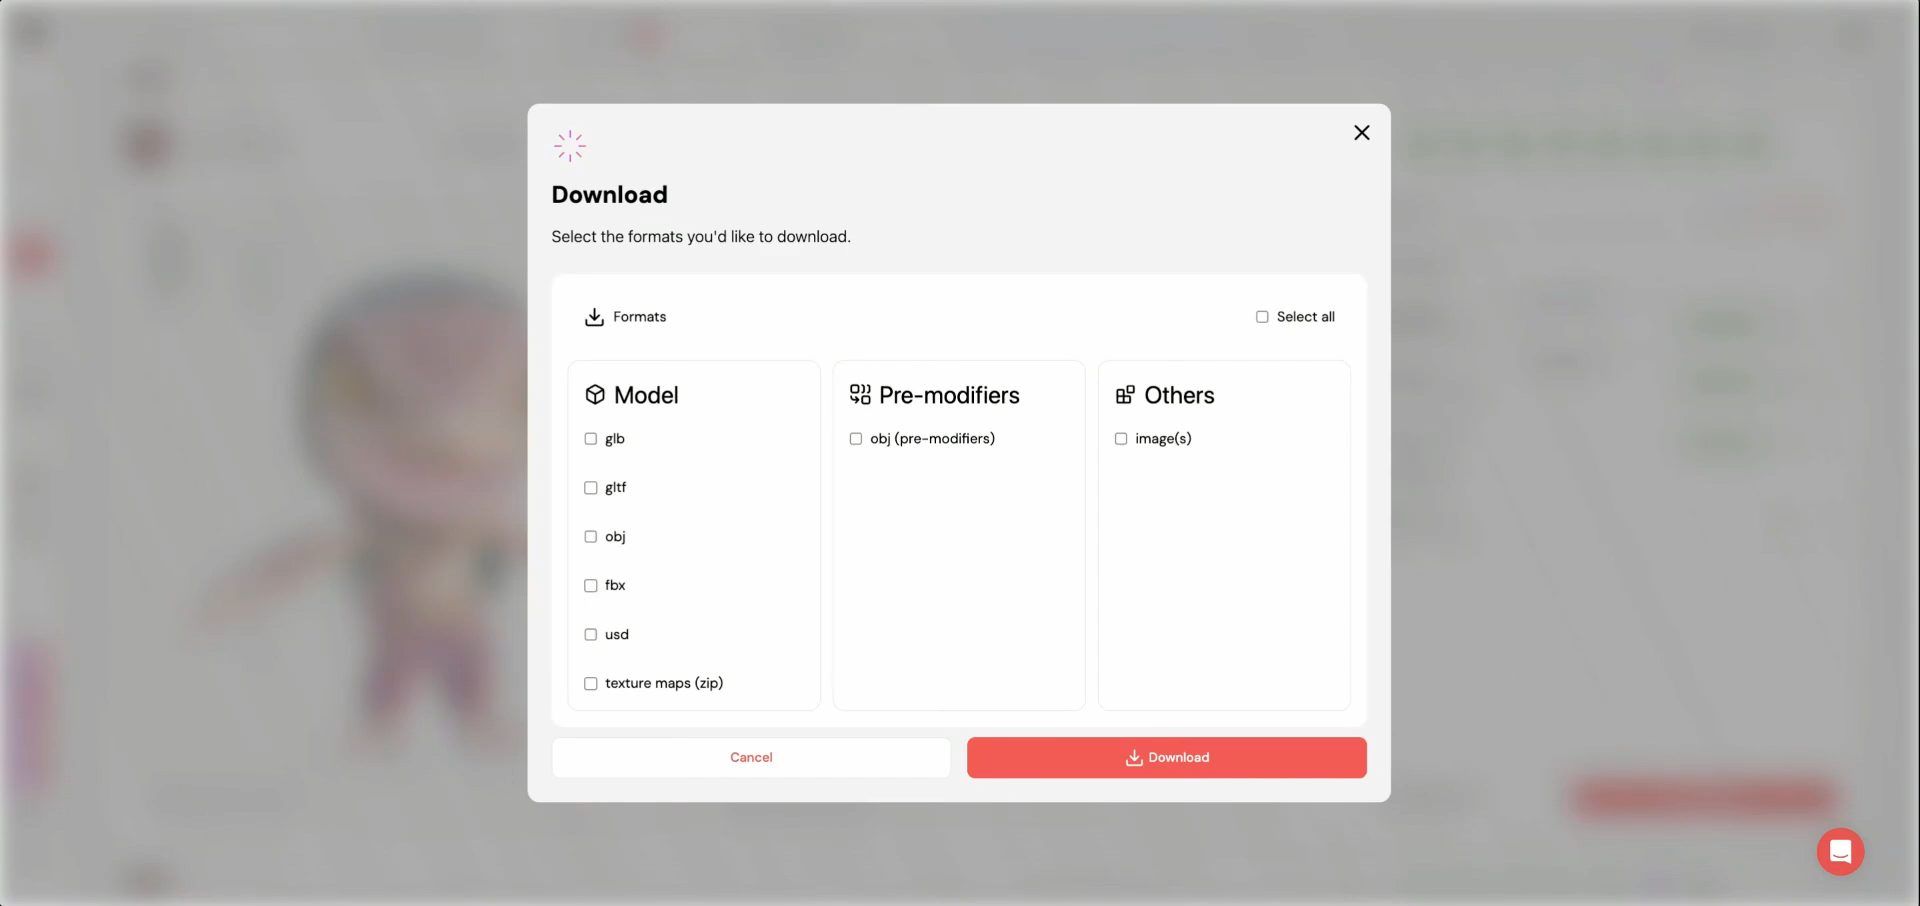 Download
Select the formats you'd like to download.
Formats
Select all
Model
glb
gltf
obj
fbx
usd
texture maps (zip)
Pre-modifiers
obj (pre-modifiers)
Others
image(s)
Cancel
Download